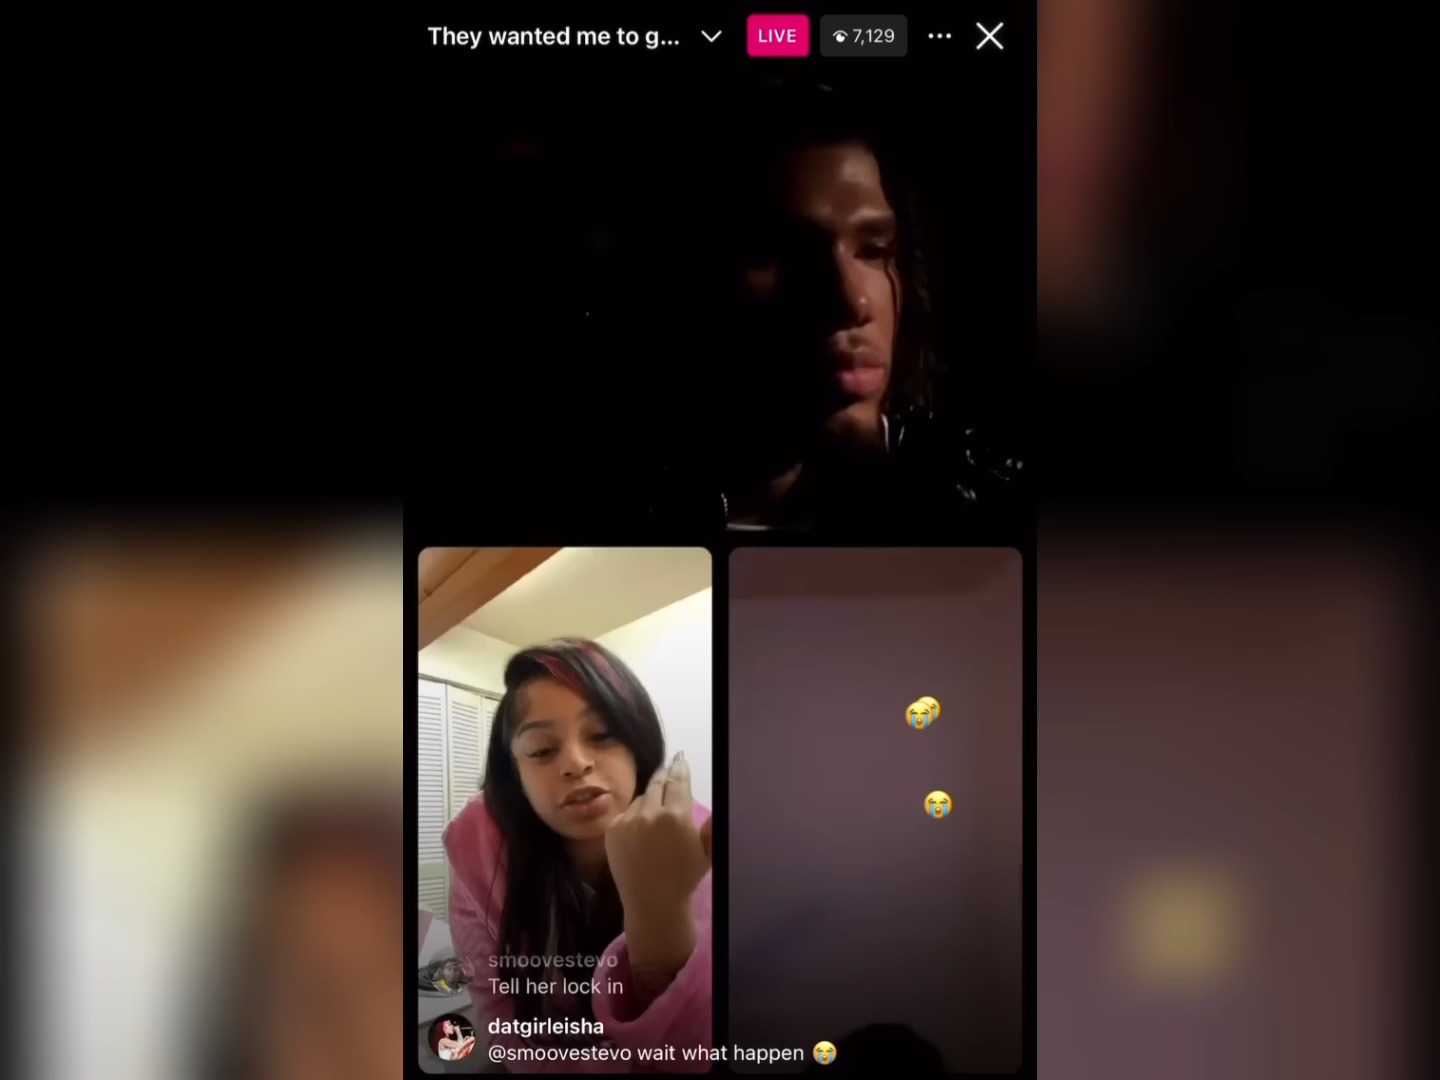 They wanted me to g...
LIVE
7,129
smoovestevo
Tell her lock in
datgirleisha
@smoovestevo wait what happen 😭